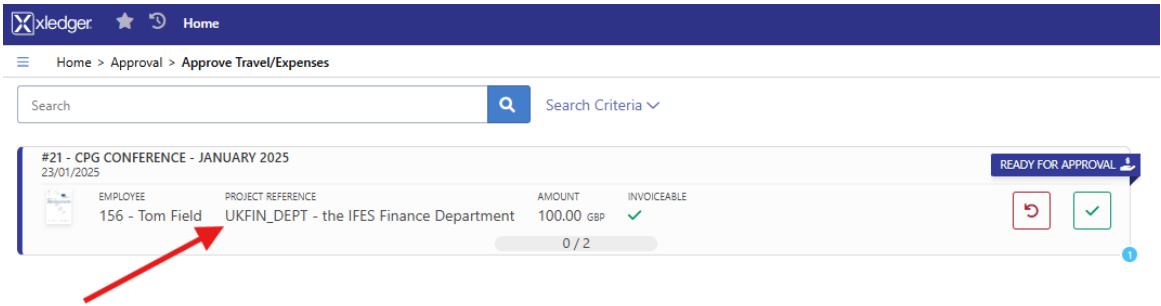 xledger Home
Home > Approval > Approve Travel/Expenses
Search Search Criteria
#21 - CPG CONFERENCE - JANUARY 2025
23/01/2025
READY FOR APPROVAL
EMPLOYEE PROJECT REFERENCE AMOUNT INVOICEABLE
156 - Tom Field UKFIN_DEPT - the IFES Finance Department 100.00 GBP
0 / 2
1